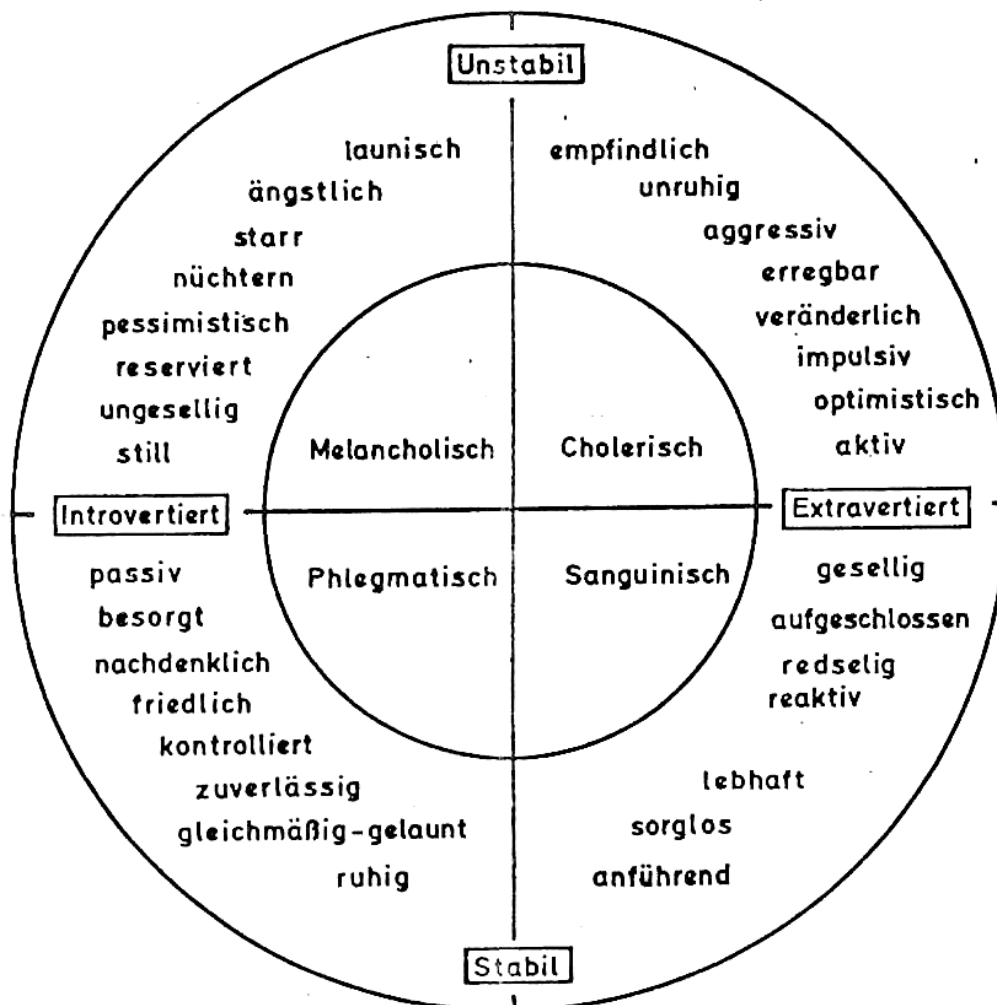 Unstabil
launisch
ängstlich
starr
nüchtern
pessimistisch
reserviert
ungesellig
still
empfindlich
unruhig
aggressiv
erregbar
veränderlich
impulsiv
optimistisch
aktiv
Melancholisch
Cholerisch
Introvertiert
Extravertiert
Phlegmatisch
Sanguinisch
passiv
besorgt
nachdenklich
friedlich
kontrolliert
zuverlässig
gleichmäßig-gelaunt
ruhig
gesellig
aufgeschlossen
redselig
reaktiv
lebhaft
sorglos
anführend
Stabil